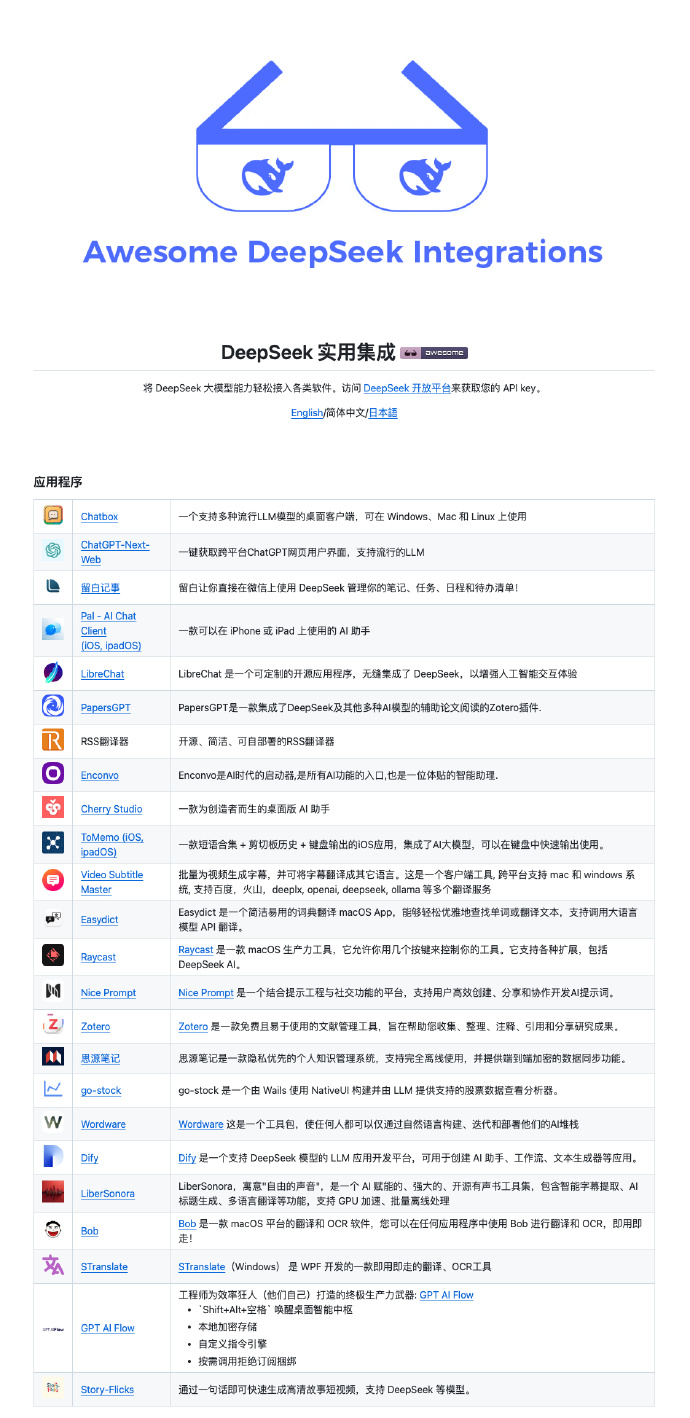 Awesome DeepSeek Integrations
DeepSeek 实用集成 awesome
将 DeepSeek 大模型能力轻松接入各类软件。访问 DeepSeek 开放平台来获取您的 API key。
English/简体中文/日本語
应用程序
Chatbox 一个支持多种流行LLM模型的桌面客户端，可在 Windows、Mac 和 Linux 上使用
ChatGPT-Next-
Web
一键获取跨平台ChatGPT网页用户界面，支持流行的LLM
留白记事 留白让你直接在微信上使用 DeepSeek 管理你的笔记、任务、日程和待办清单！
Pal - AI Chat
Client
(iOS, ipadOS)
一款可以在 iPhone 或 iPad 上使用的 AI 助手
LibreChat LibreChat 是一个可定制的开源应用程序，无缝集成了 DeepSeek，以增强人工智能交互体验
PapersGPT PapersGPT是一款集成了DeepSeek及其他多种AI模型的辅助论文阅读的Zotero插件.
RSS翻译器 开源、简洁、可自部署的RSS翻译器
Enconvo Enconvo是AI时代的启动器,是所有AI功能的入口,也是一位体贴的智能助理.
Cherry Studio 一款为创造者而生的桌面版 AI 助手
ToMemo (iOS,
ipadOS)
一款短语合集 + 剪切板历史 + 键盘输出的iOS应用，集成了AI大模型，可以在键盘中快速输出使用。
Video Subtitle
Master
批量为视频生成字幕，并可将字幕翻译成其它语言。这是一个客户端工具, 跨平台支持 mac 和 windows 系
统, 支持百度，火山，deeplx, openai, deepseek, ollama 等多个翻译服务
Easydict
Easydict 是一个简洁易用的词典翻译 macOS App，能够轻松优雅地查找单词或翻译文本，支持调用大语言
模型 API 翻译。
Raycast
Raycast 是一款 macOS 生产力工具，它允许你用几个按键来控制你的工具。它支持各种扩展，包括
DeepSeek AI。
Nice Prompt Nice Prompt 是一个结合提示工程与社交功能的平台，支持用户高效创建、分享和协作开发AI提示词。
Zotero Zotero 是一款免费且易于使用的文献管理工具，旨在帮助您收集、整理、注释、引用和分享研究成果。
思源笔记 思源笔记是一款隐私优先的个人知识管理系统，支持完全离线使用，并提供端到端加密的数据同步功能。
go-stock go-stock 是一个由 Wails 使用 NativeUI 构建并由 LLM 提供支持的股票数据查看分析器。
Wordware Wordware 这是一个工具包，使任何人都可以仅通过自然语言构建、迭代和部署他们的AI堆栈
Dify Dify 是一个支持 DeepSeek 模型的 LLM 应用开发平台，可用于创建 AI 助手、工作流、文本生成器等应用。
LiberSonora
LiberSonora，寓意"自由的声音"，是一个 AI 赋能的、强大的、开源有声书工具集，包含智能字幕提取、AI
标题生成、多语言翻译等功能，支持 GPU 加速、批量离线处理
Bob
Bob 是一款 macOS 平台的翻译和 OCR 软件，您可以在任何应用程序中使用 Bob 进行翻译和 OCR，即用即
走！
STranslate STranslate（Windows） 是 WPF 开发的一款即用即走的翻译、OCR工具
GPT AI Flow
工程师为效率狂人（他们自己）打造的终极生产力武器: GPT AI Flow
• `Shift+Alt+空格` 唤醒桌面智能中枢
• 本地加密存储
• 自定义指令引擎
• 按需调用拒绝订阅捆绑
Story-Flicks 通过一句话即可快速生成高清故事短视频，支持 DeepSeek 等模型。